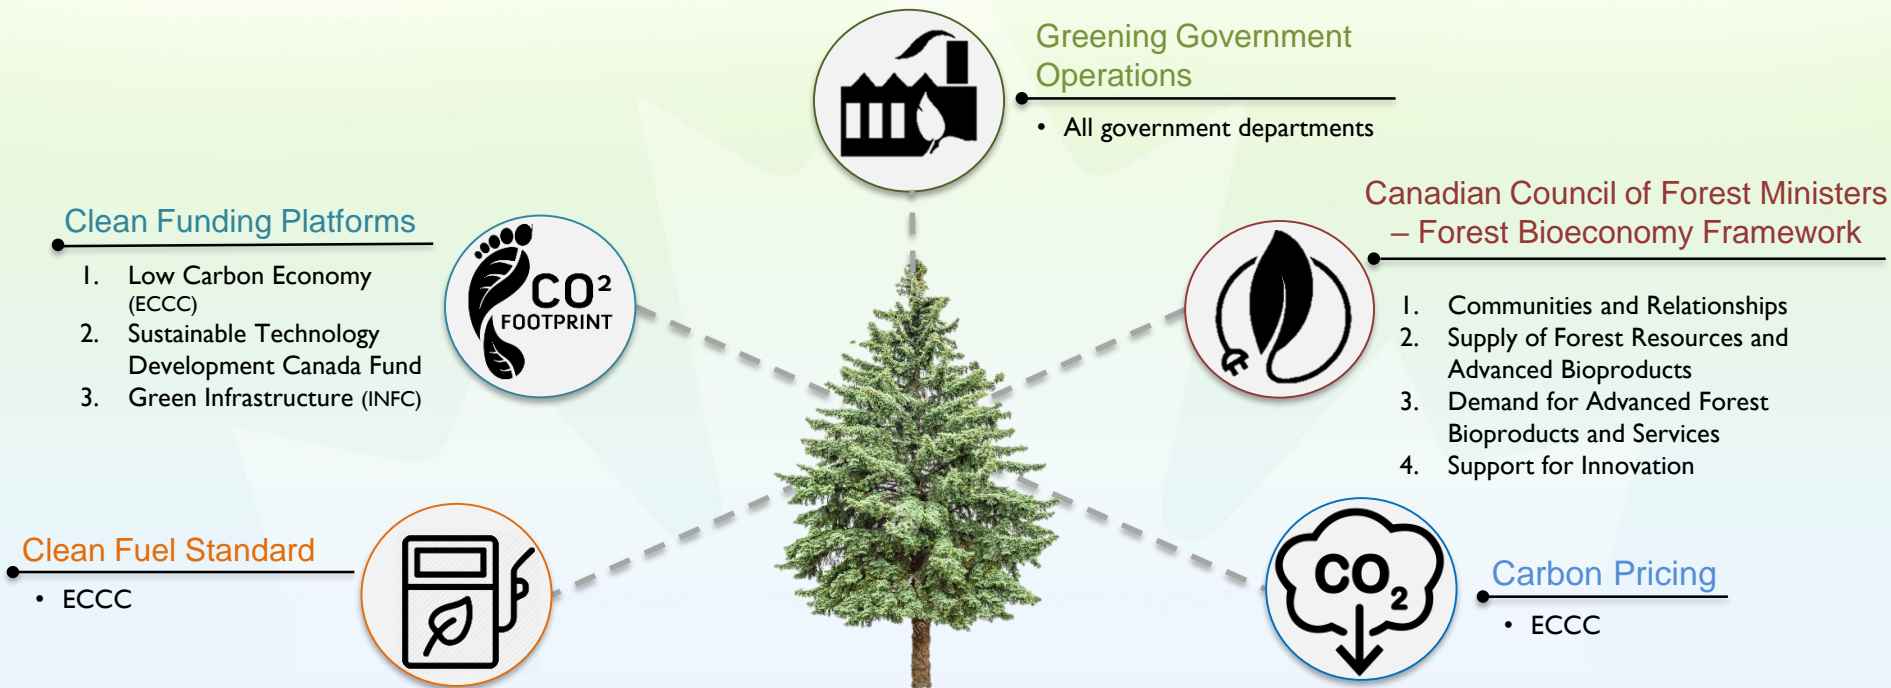 Greening Government
Operations
• All government departments
Clean Funding Platforms
1. Low Carbon Economy
(ECCC)
2. Sustainable Technology
Development Canada Fund
3. Green Infrastructure (INFC)
CO²
FOOTPRINT
Canadian Council of Forest Ministers
– Forest Bioeconomy Framework
1. Communities and Relationships
2. Supply of Forest Resources and
Advanced Bioproducts
3. Demand for Advanced Forest
Bioproducts and Services
4. Support for Innovation
Clean Fuel Standard
• ECCC
CO₂
Carbon Pricing
• ECCC